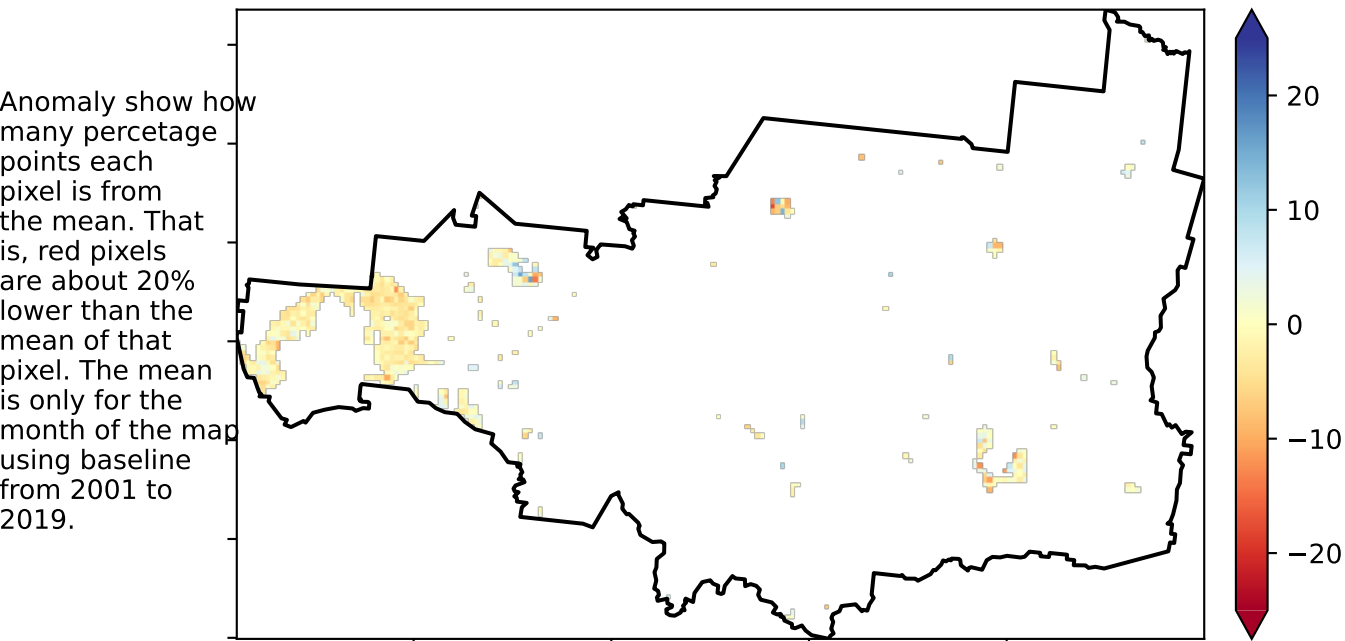 Anomaly show how
many percetage
points each
pixel is from
the mean. That
is, red pixels
are about 20%
lower than the
mean of that
pixel. The mean
is only for the
month of the map
using baseline
from 2001 to
2019.
20
10
0
−10
−20